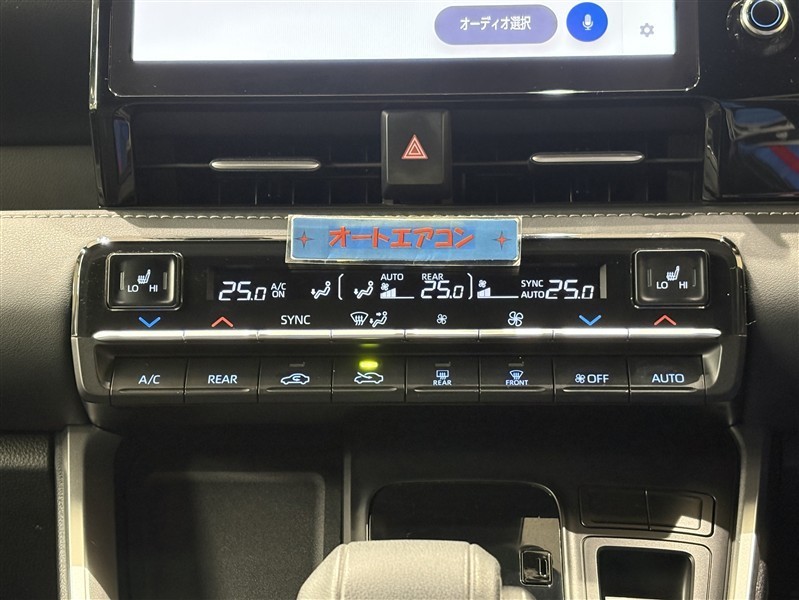 オーディオ選択
オートエアコン
LO HI
25.0 A/C ON
AUTO
REAR
25.0
SYNC
AUTO 25.0
LO HI
SYNC
A/C
REAR
REAR
FRONT
OFF
AUTO